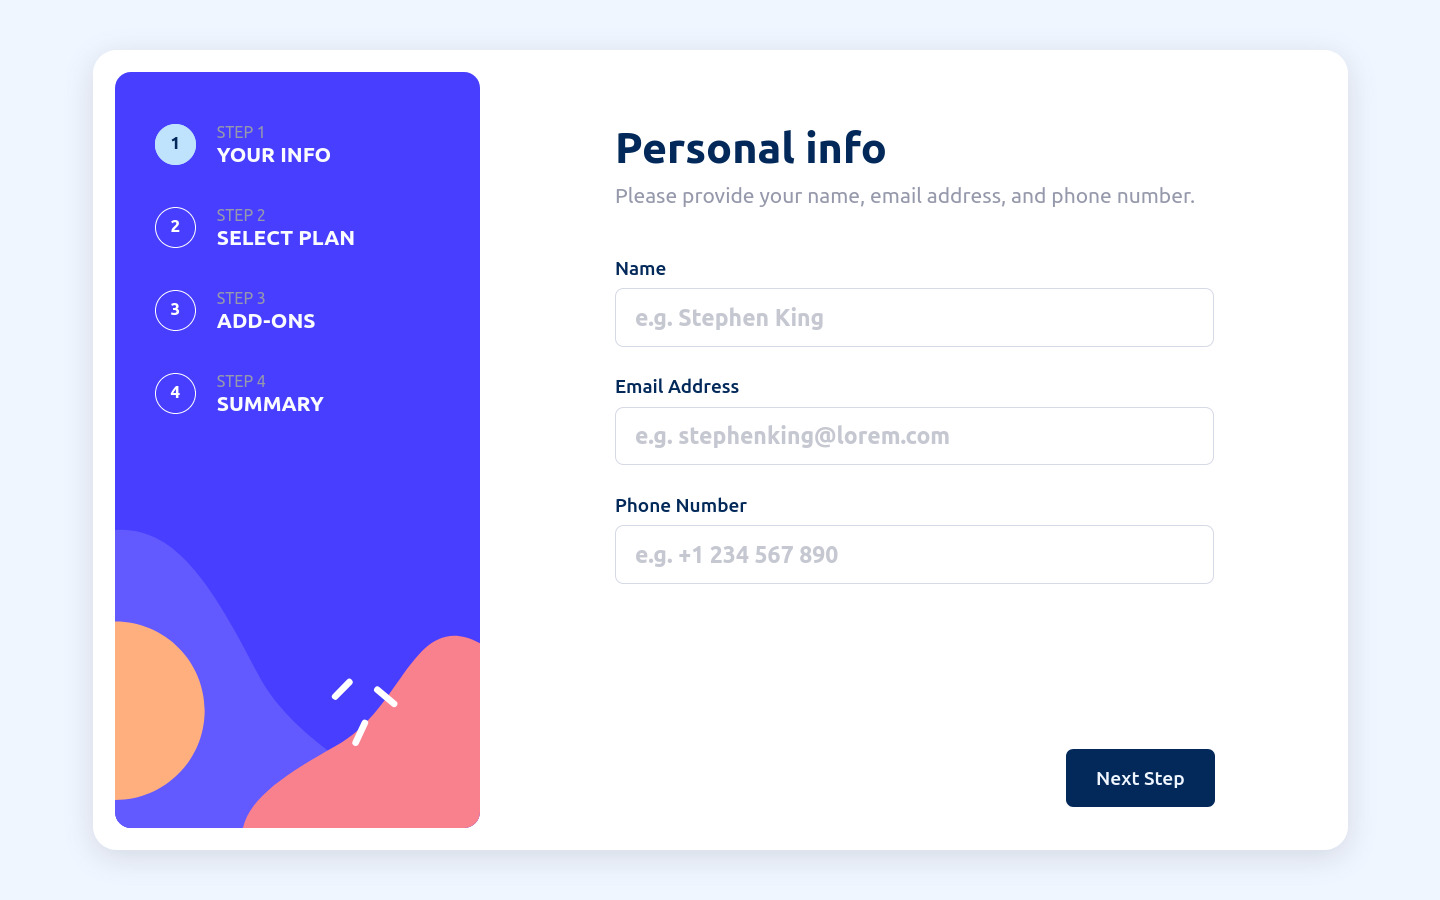 1
STEP 1
YOUR INFO
2
STEP 2
SELECT PLAN
3
STEP 3
ADD-ONS
4
STEP 4
SUMMARY
Personal info
Please provide your name, email address, and phone number.
Name
e.g. Stephen King
Email Address
e.g. stephenking@lorem.com
Phone Number
e.g. +1 234 567 890
Next Step